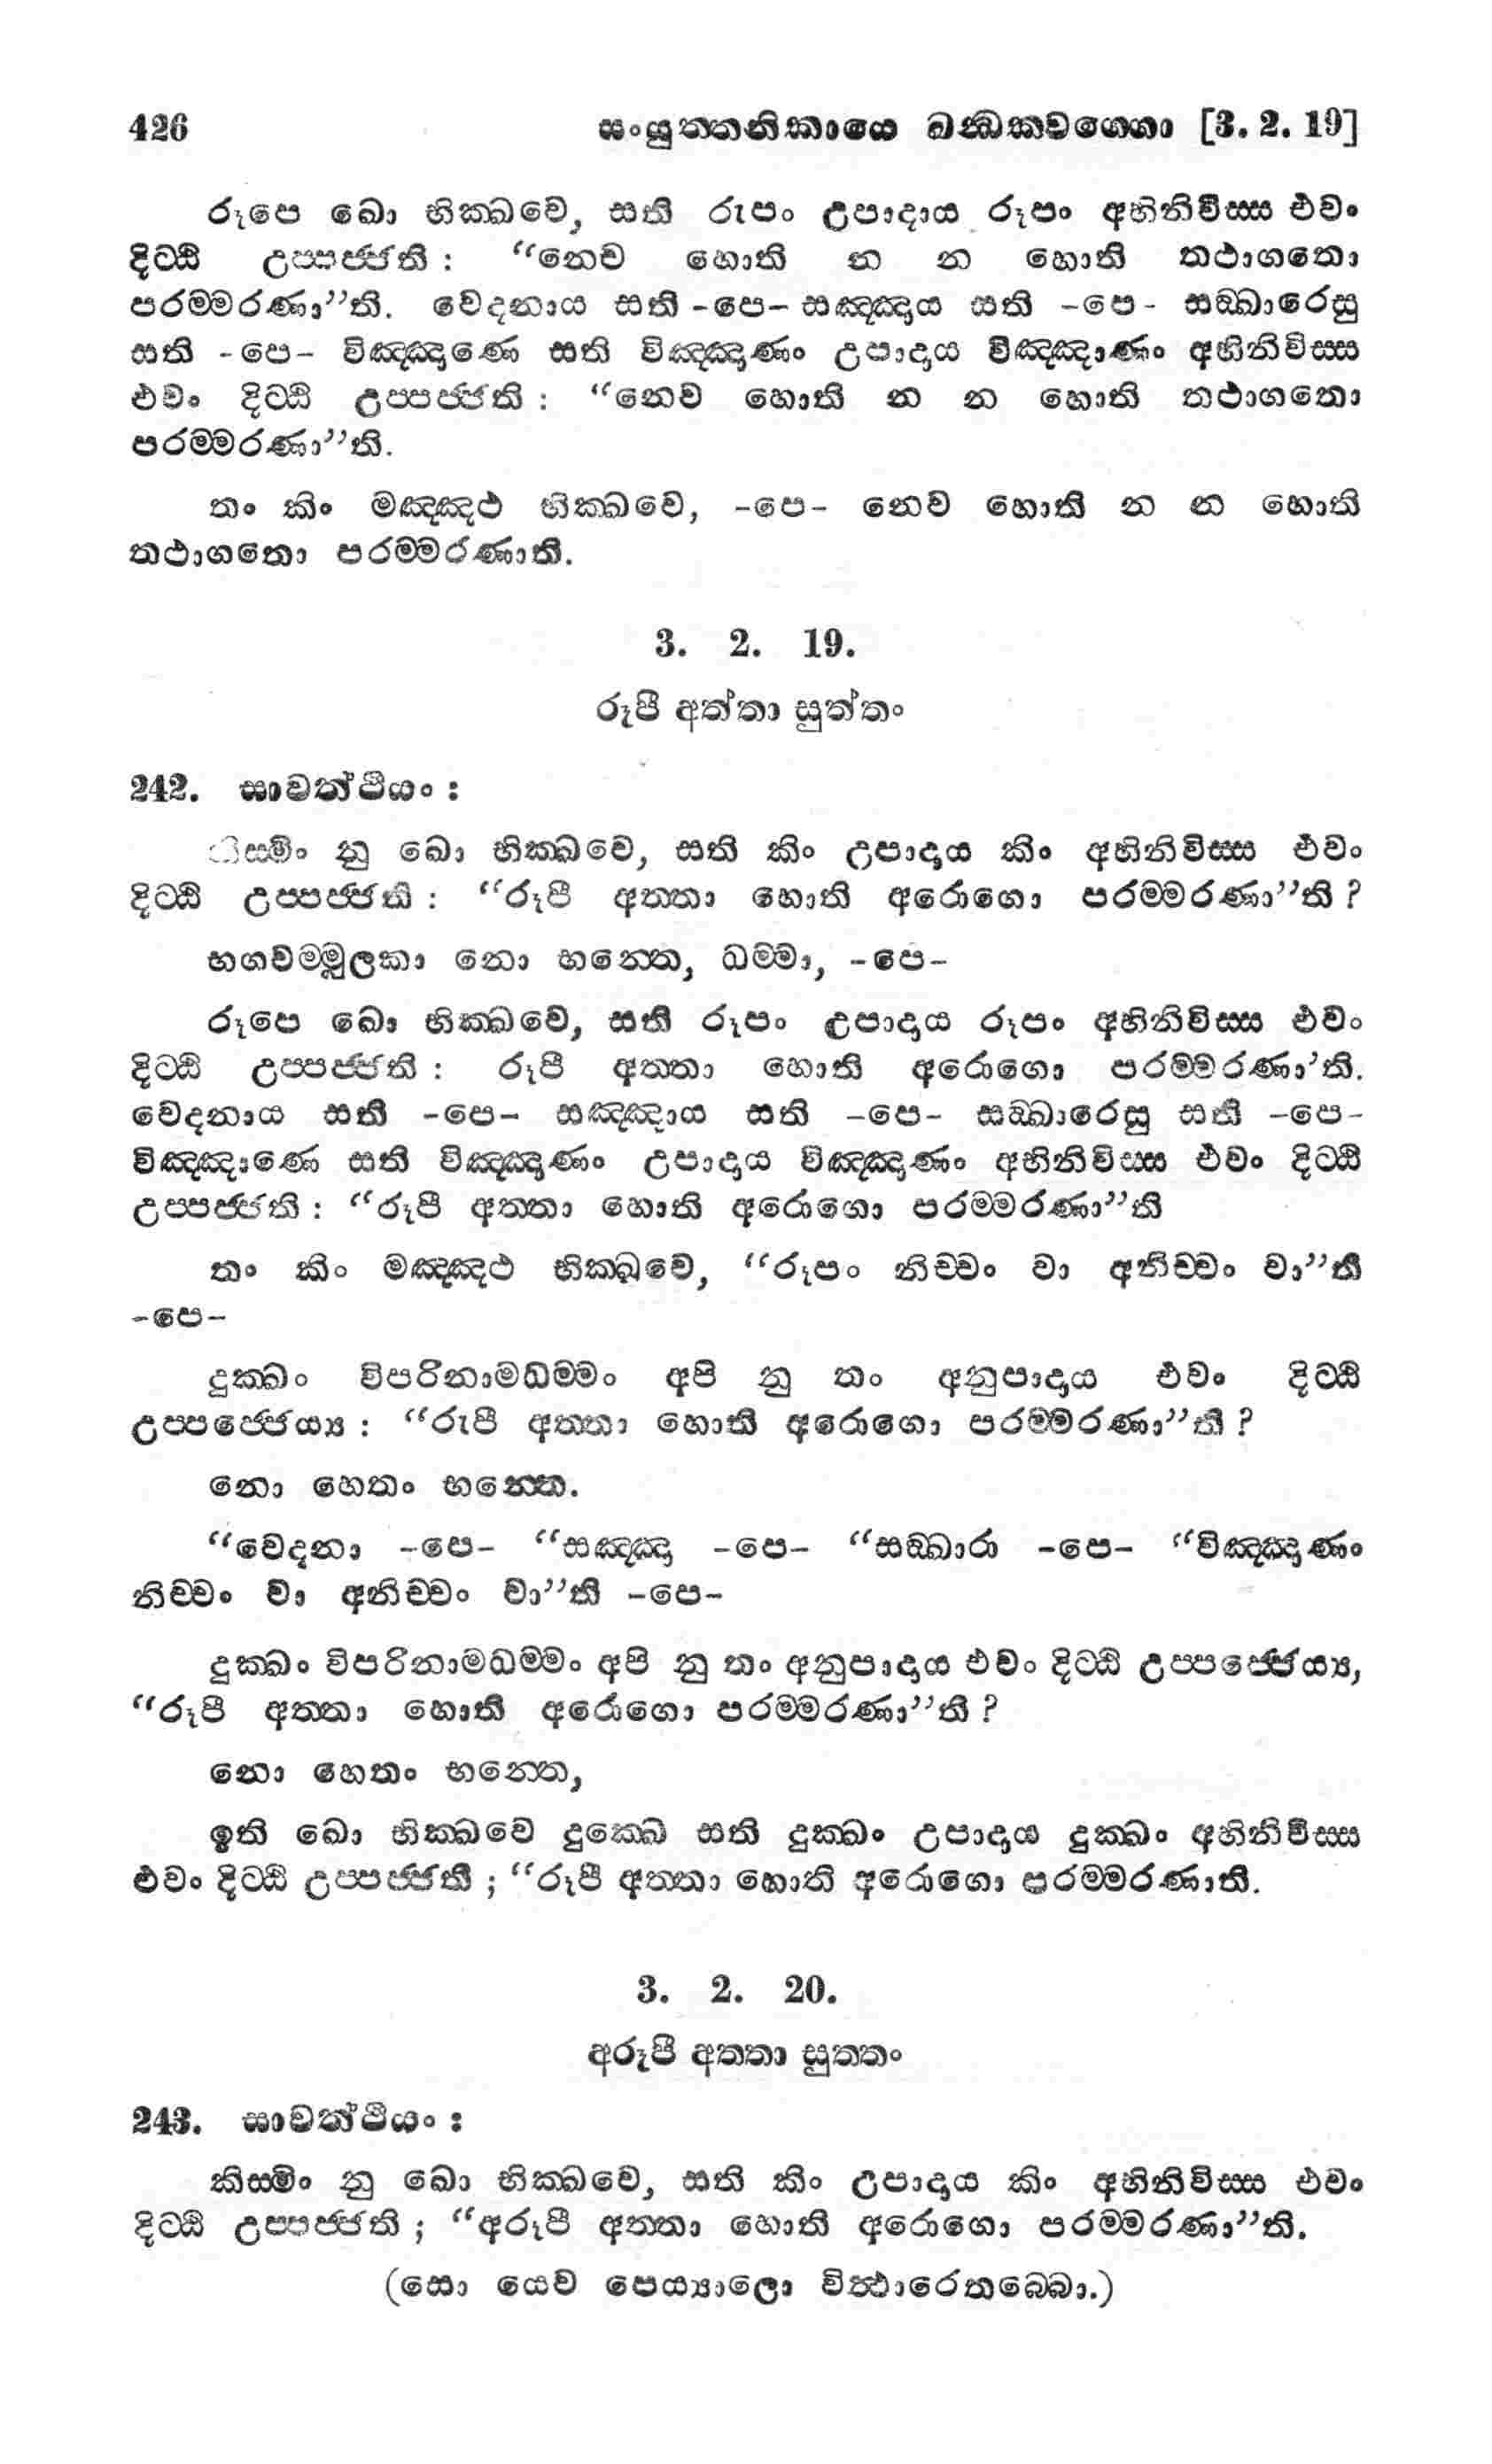 426 සංයුත්තනිකායෙ ඛන්ධකවග්ගො [3. 2. 19]
රූපෙ ඛො භික්ඛවෙ, සති රූපං උපාදාය රූපං අභිනිවිස්ස එවං
දිට්ඨි උප්පජ්ජති : “නෙව හොති න න හොති තථාගතො
පරම්මරණා”ති. වෙදනාය සති -පෙ- සඤ්ඤාය සති -පෙ- සඞ්ඛාරෙසු
සති -පෙ- විඤ්ඤාණෙ සති විඤ්ඤාණං උපාදාය විඤ්ඤාණං අභිනිවිස්ස
එවං දිට්ඨි උප්පජ්ජති : “නෙව හොති න න හොති තථාගතො
පරම්මරණා”ති.
තං කිං මඤ්ඤථ භික්ඛවෙ, -පෙ- නෙව හොති න න හොති
තථාගතො පරම්මරණාති.
3. 2. 19.
රූපී අත්තා සුත්තං
242. සාවත්ථියං :
කිස්මිං නු ඛො භික්ඛවෙ, සති කිං උපාදාය කිං අභිනිවිස්ස එවං
දිට්ඨි උප්පජ්ජති : “රූපී අත්තා හොති අරොගො පරම්මරණා”ති ?
භගවම්මූලකා නො භන්තෙ, ධම්මා, -පෙ-
රූපෙ ඛො භික්ඛවෙ, සති රූපං උපාදාය රූපං අභිනිවිස්ස එවං
දිට්ඨි උප්පජ්ජති : රූපී අත්තා හොති අරොගො පරම්මරණා’ති.
වෙදනාය සති -පෙ- සඤ්ඤාය සති -පෙ- සඞ්ඛාරෙසු සති -පෙ-
විඤ්ඤාණෙ සති විඤ්ඤාණං උපාදාය විඤ්ඤාණං අභිනිවිස්ස එවං දිට්ඨි
උප්පජ්ජති : “රූපී අත්තා හොති අරොගො පරම්මරණා”ති
තං කිං මඤ්ඤථ භික්ඛවෙ, “රූපං නිච්චං වා අනිච්චං වා”ති
-පෙ-
දුක්ඛං විපරිනාමධම්මං අපි නු තං අනුපාදාය එවං දිට්ඨි
උප්පජ්ජෙය්‍ය : “රූපී අත්තා හොති අරොගො පරම්මරණා”ති ?
නො හෙතං භන්තෙ.
“වෙදනා -පෙ- “සඤ්ඤා -පෙ- “සඞ්ඛාරා -පෙ- “විඤ්ඤාණං
නිච්චං වා අනිච්චං වා”ති -පෙ-
දුක්ඛං විපරිනාමධම්මං අපි නු තං අනුපාදාය එවං දිට්ඨි උප්පජ්ජෙය්‍ය,
“රූපී අත්තා හොති අරොගො පරම්මරණා”ති ?
නො හෙතං භන්තෙ,
ඉති ඛො භික්ඛවෙ දුක්ඛෙ සති දුක්ඛං උපාදාය දුක්ඛං අභිනිවිස්ස
එවං දිට්ඨි උප්පජ්ජති ; “රූපී අත්තා හොති අරොගො පරම්මරණාති.
3. 2. 20.
අරූපී අත්තා සුත්තං
243. සාවත්ථියං :
කිස්මිං නු ඛො භික්ඛවෙ, සති කිං උපාදාය කිං අභිනිවිස්ස එවං
දිට්ඨි උප්පජ්ජති ; “අරූපී අත්තා හොති අරොගො පරම්මරණා”ති.
(සො යෙව පෙය්‍යාලො විත්ථාරෙතබ්බො.)